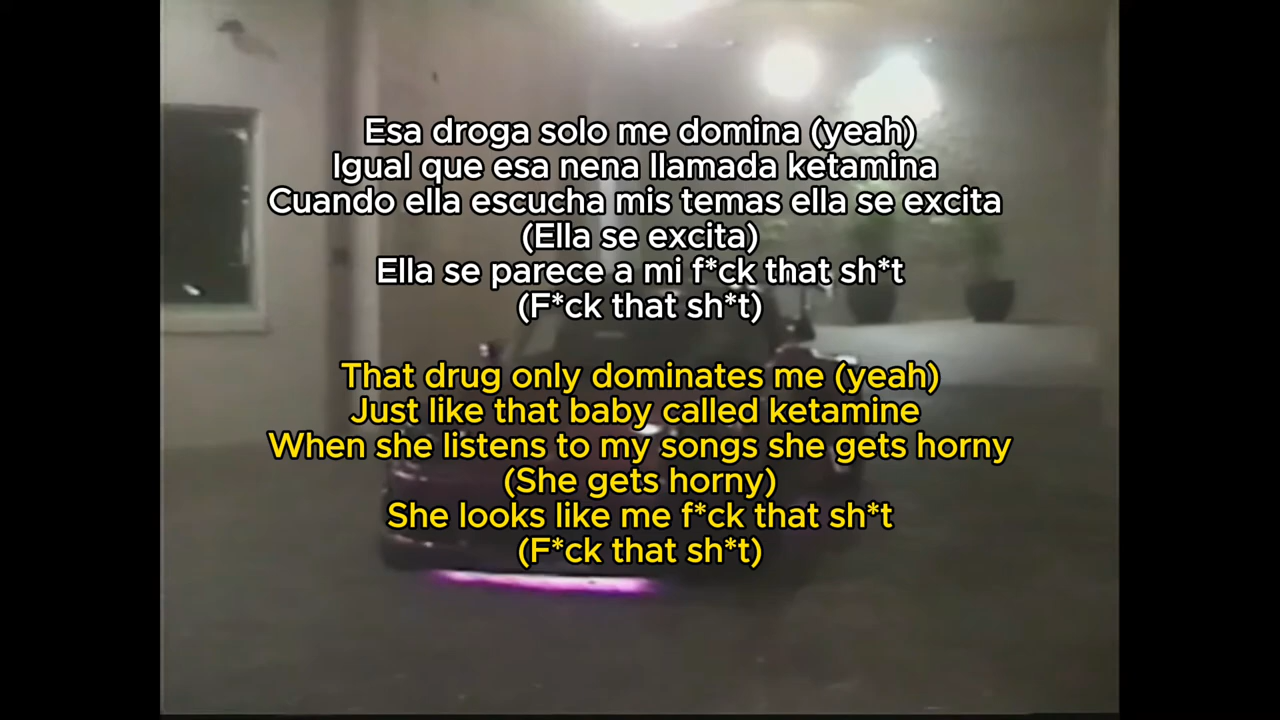 Esa droga solo me domina (yeah)
Igual que esa nena llamada ketamina
Cuando ella escucha mis temas ella se excita
(Ella se excita)
Ella se parece a mi f*ck that sh*t
(F*ck that sh*t)
That drug only dominates me (yeah)
Just like that baby called ketamine
When she listens to my songs she gets horny
(She gets horny)
She looks like me f*ck that sh*t
(F*ck that sh*t)